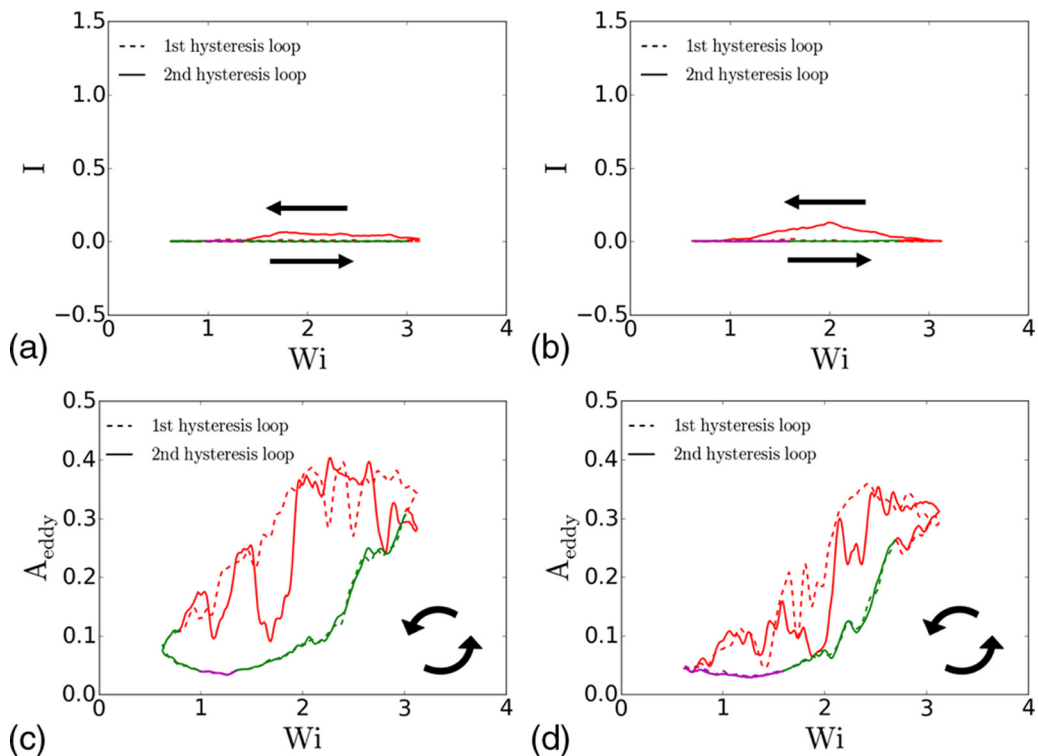 1.5
1st hysteresis loop
2nd hysteresis loop
1.0
I
0.5
0.0
−0.5
0 1 2 3 4
(a)
Wi
1.5
1st hysteresis loop
2nd hysteresis loop
1.0
I
0.5
0.0
−0.5
0 1 2 3 4
(b)
Wi
0.5
1st hysteresis loop
2nd hysteresis loop
0.4
0.3
A_eddy
0.2
0.1
0.0
0 1 2 3 4
(c)
Wi
0.5
1st hysteresis loop
2nd hysteresis loop
0.4
0.3
A_eddy
0.2
0.1
0.0
0 1 2 3 4
(d)
Wi